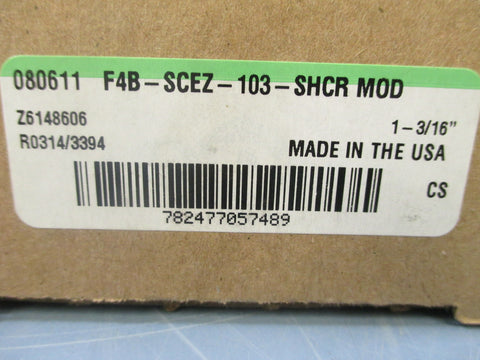 080611 F4B-SCEZ-103-SHCR MOD
Z6148606
1-3/16"
R0314/3394
MADE IN THE USA
CS
782477057489